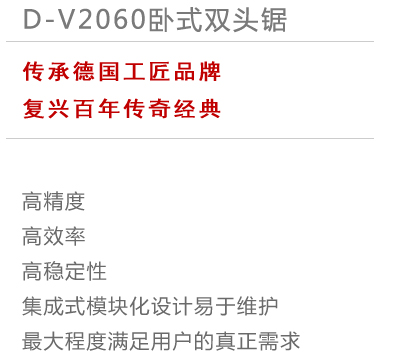 D-V2060卧式双头锯
传承德国工匠品牌
复兴百年传奇经典
高精度
高效率
高稳定性
集成式模块化设计易于维护
最大程度满足用户的真正需求